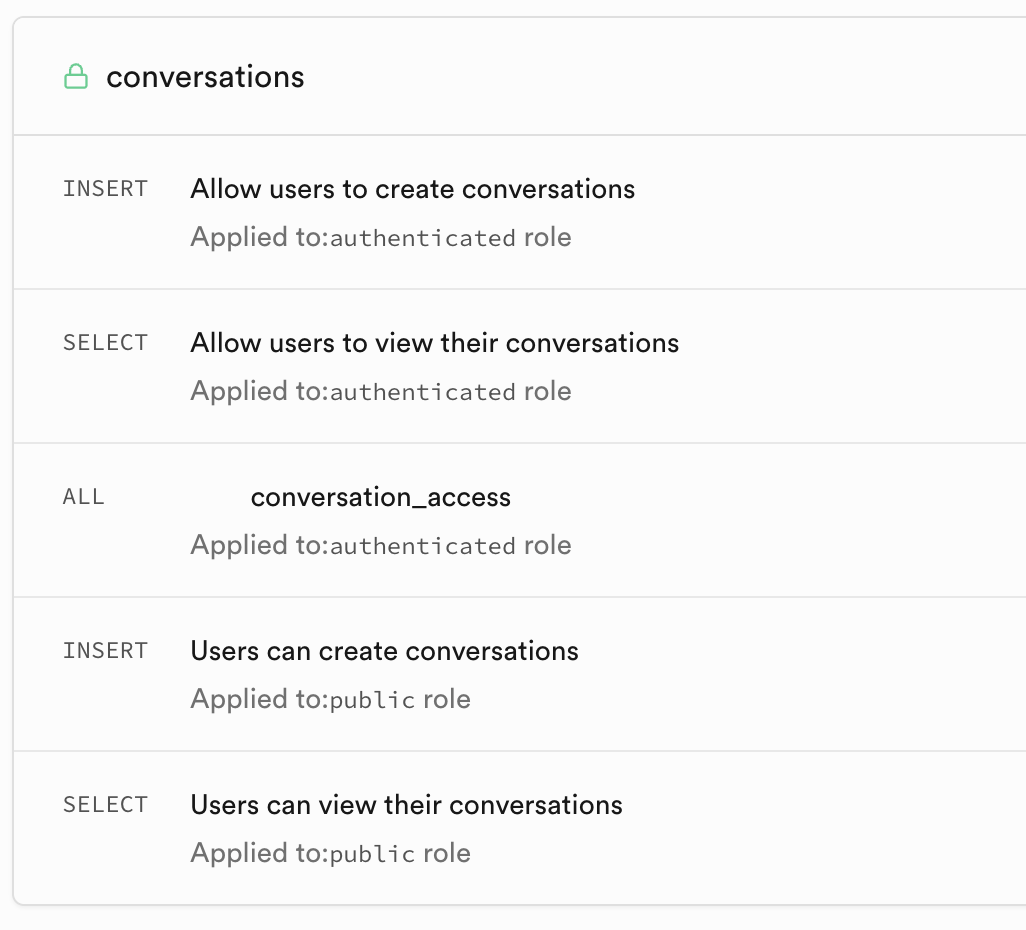 conversations
INSERT Allow users to create conversations
Applied to:authenticated role
SELECT Allow users to view their conversations
Applied to:authenticated role
ALL conversation_access
Applied to:authenticated role
INSERT Users can create conversations
Applied to:public role
SELECT Users can view their conversations
Applied to:public role